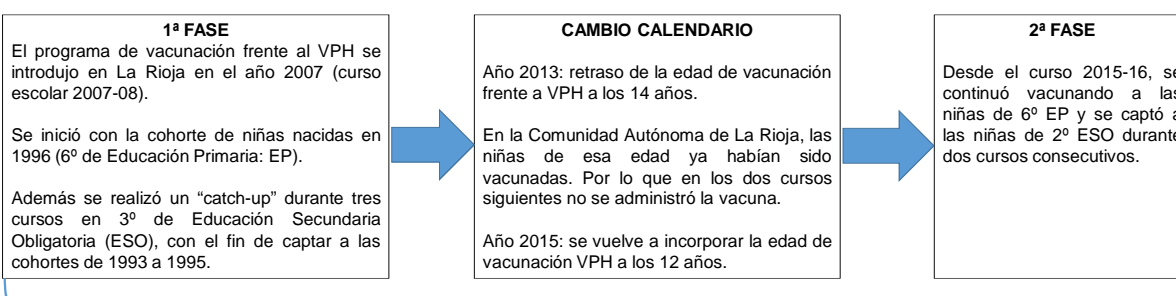 1ª FASE
El programa de vacunación frente al VPH se
introdujo en La Rioja en el año 2007 (curso
escolar 2007-08).
Se inició con la cohorte de niñas nacidas en
1996 (6º de Educación Primaria: EP).
Además se realizó un “catch-up” durante tres
cursos en 3º de Educación Secundaria
Obligatoria (ESO), con el fin de captar a las
cohortes de 1993 a 1995.
CAMBIO CALENDARIO
Año 2013: retraso de la edad de vacunación
frente a VPH a los 14 años.
En la Comunidad Autónoma de La Rioja, las
niñas de esa edad ya habían sido
vacunadas. Por lo que en los dos cursos
siguientes no se administró la vacuna.
Año 2015: se vuelve a incorporar la edad de
vacunación VPH a los 12 años.
2ª FASE
Desde el curso 2015-16, se
continuó vacunando a las
niñas de 6º EP y se captó a
las niñas de 2º ESO durante
dos cursos consecutivos.